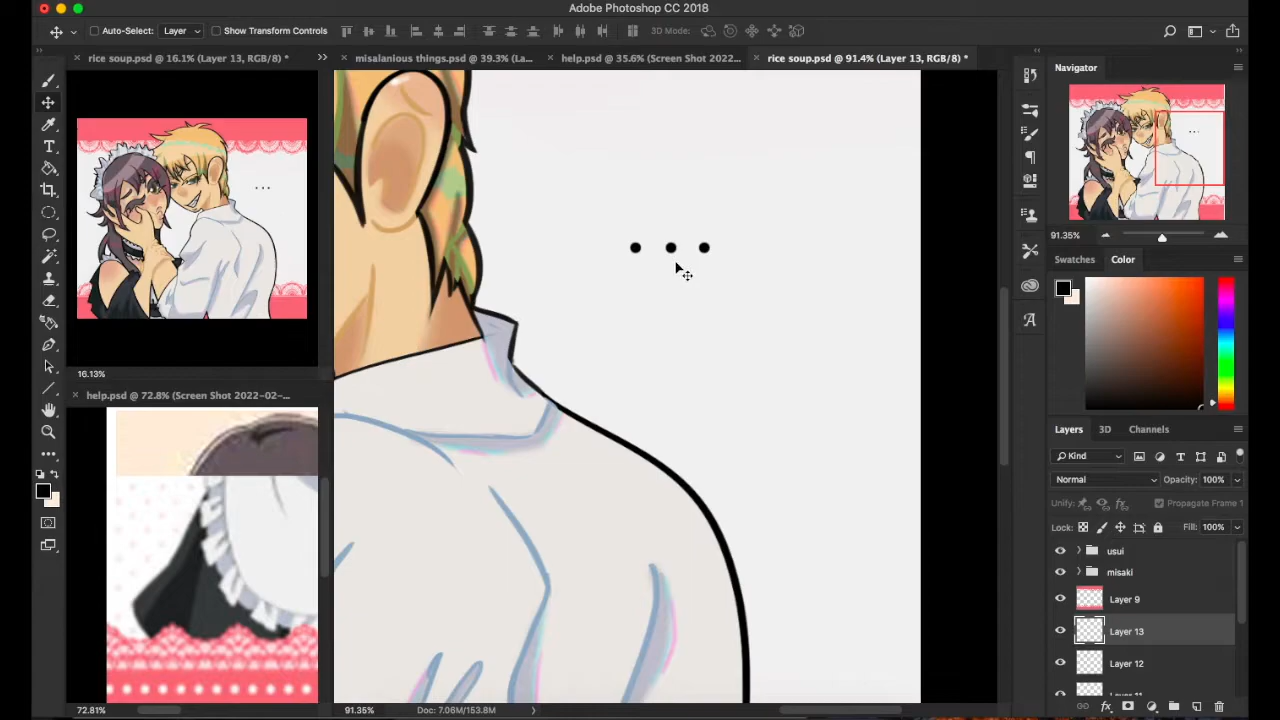 Adobe Photoshop CC 2018
Auto-Select: Layer Show Transform Controls 3D Mode:
rice soup.psd @ 16.1% (Layer 13, RGB/8) *
misalanious things.psd @ 39.3% (La...
help.psd @ 35.6% (Screen Shot 2022-02...
rice soup.psd @ 91.4% (Layer 13, RGB/8) *
Navigator
91.35%
Swatches Color
16.13%
help.psd @ 72.8% (Screen Shot 2022-02-...
Layers 3D Channels
Kind
Normal Opacity: 100%
Unify: Propagate Frame 1
Lock: Fill: 100%
usui
misaki
Layer 9
Layer 13
Layer 12
Layer 11
72.81%
91.35% Doc: 7.06M/153.8M